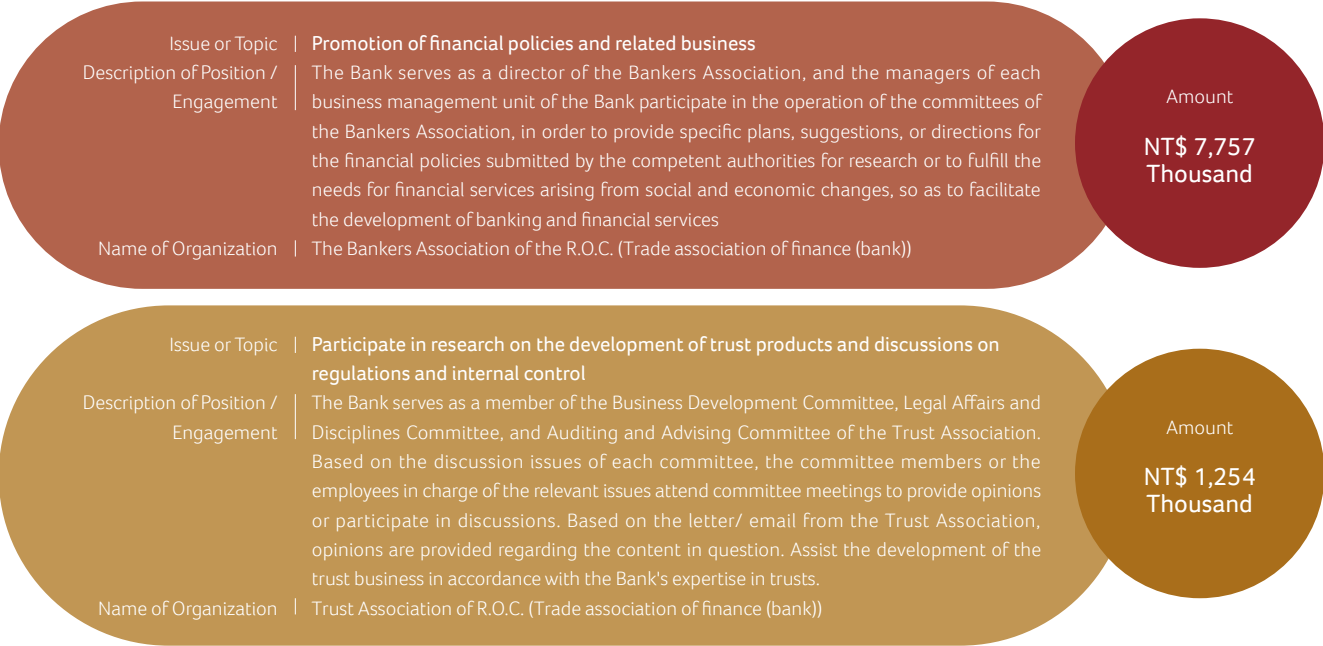 Issue or Topic | Promotion of financial policies and related business
Description of Position / | The Bank serves as a director of the Bankers Association, and the managers of each
Engagement | business management unit of the Bank participate in the operation of the committees of
the Bankers Association, in order to provide specific plans, suggestions, or directions for
the financial policies submitted by the competent authorities for research or to fulfill the
needs for financial services arising from social and economic changes, so as to facilitate
the development of banking and financial services
Name of Organization | The Bankers Association of the R.O.C. (Trade association of finance (bank))
Amount
NT$ 7,757
Thousand
Issue or Topic | Participate in research on the development of trust products and discussions on
regulations and internal control
Description of Position / | The Bank serves as a member of the Business Development Committee, Legal Affairs and
Engagement | Disciplines Committee, and Auditing and Advising Committee of the Trust Association.
Based on the discussion issues of each committee, the committee members or the
employees in charge of the relevant issues attend committee meetings to provide opinions
or participate in discussions. Based on the letter/ email from the Trust Association,
opinions are provided regarding the content in question. Assist the development of the
trust business in accordance with the Bank's expertise in trusts.
Name of Organization | Trust Association of R.O.C. (Trade association of finance (bank))
Amount
NT$ 1,254
Thousand